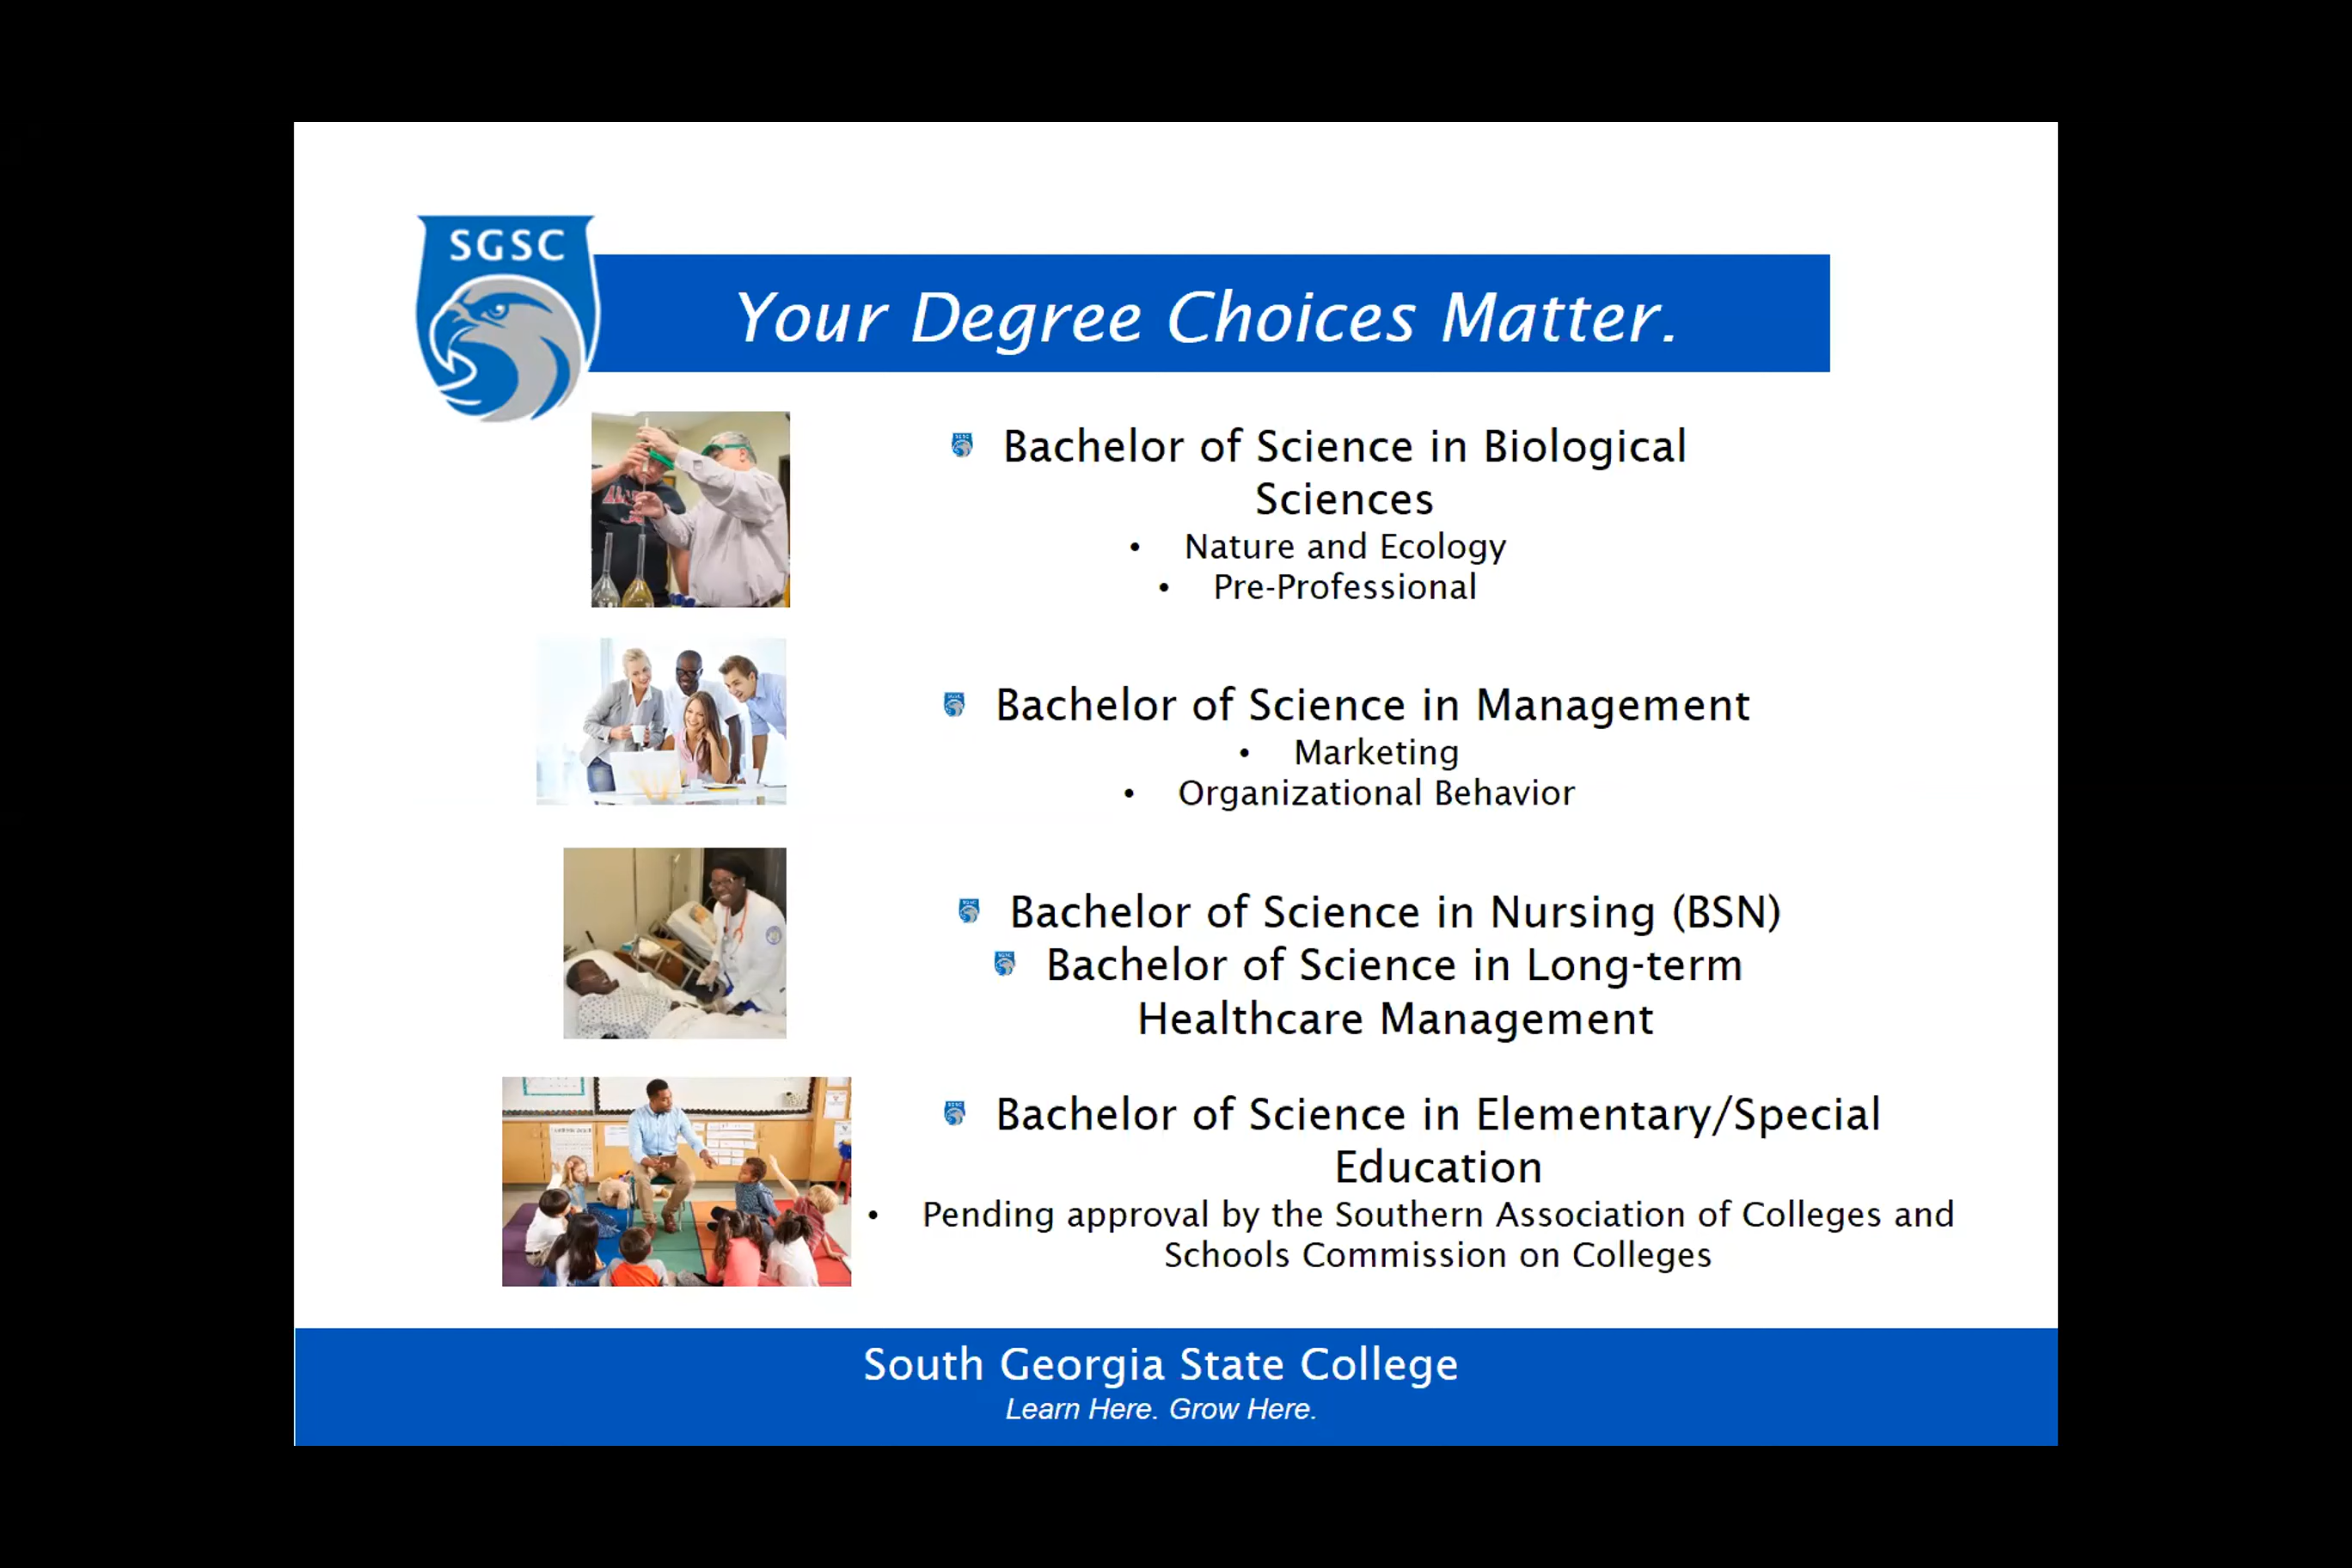 SGSC
Your Degree Choices Matter.
Bachelor of Science in Biological
Sciences
• Nature and Ecology
• Pre-Professional
Bachelor of Science in Management
• Marketing
• Organizational Behavior
Bachelor of Science in Nursing (BSN)
Bachelor of Science in Long-term
Healthcare Management
Bachelor of Science in Elementary/Special
Education
• Pending approval by the Southern Association of Colleges and
Schools Commission on Colleges
South Georgia State College
Learn Here. Grow Here.